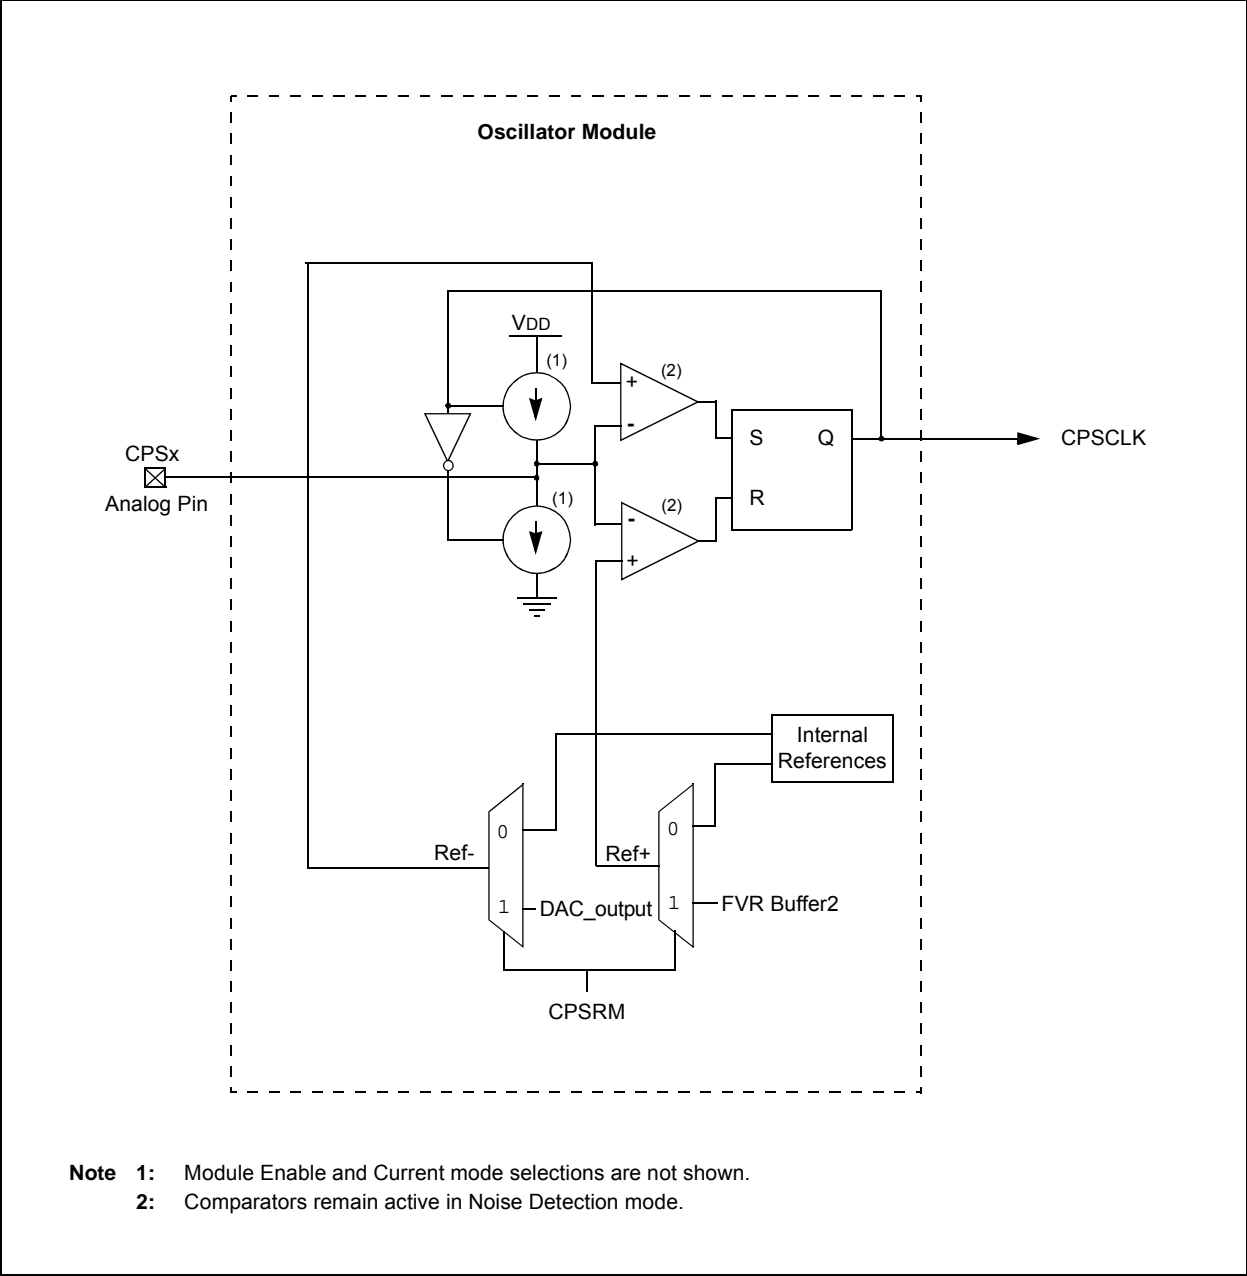 Oscillator Module
VDD
(1)
(2)
+
-
S
Q
CPSCLK
CPSx
Analog Pin
(1)
(2)
R
-
+
Internal
References
0
0
Ref-
Ref+
1
DAC_output
1
FVR Buffer2
CPSRM
Note 1: Module Enable and Current mode selections are not shown.
2: Comparators remain active in Noise Detection mode.